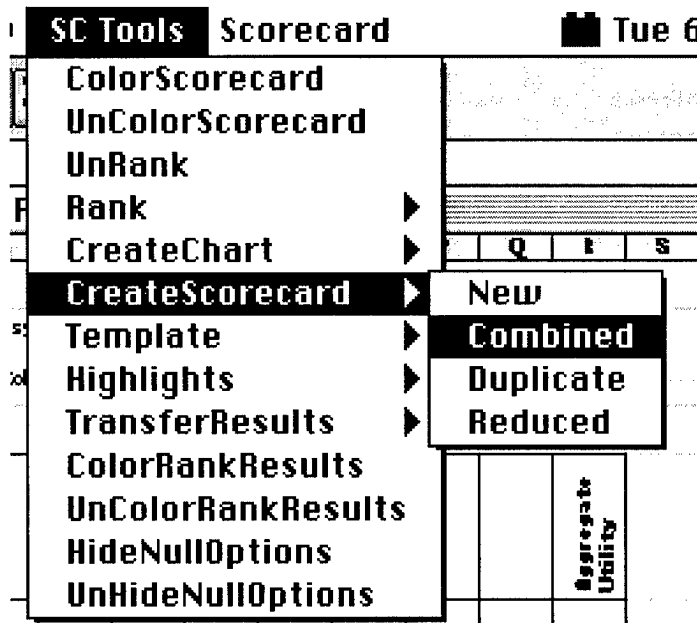 SC Tools Scorecard Tue 6
ColorScorecard
UnColorScorecard
UnRank
Rank
CreateChart
Q R S
CreateScorecard
New
Template
Combined
Highlights
Duplicate
TransferResults
Reduced
ColorRankResults
UnColorRankResults
HideNullOptions
UnHideNullOptions
Aggregate
Utility